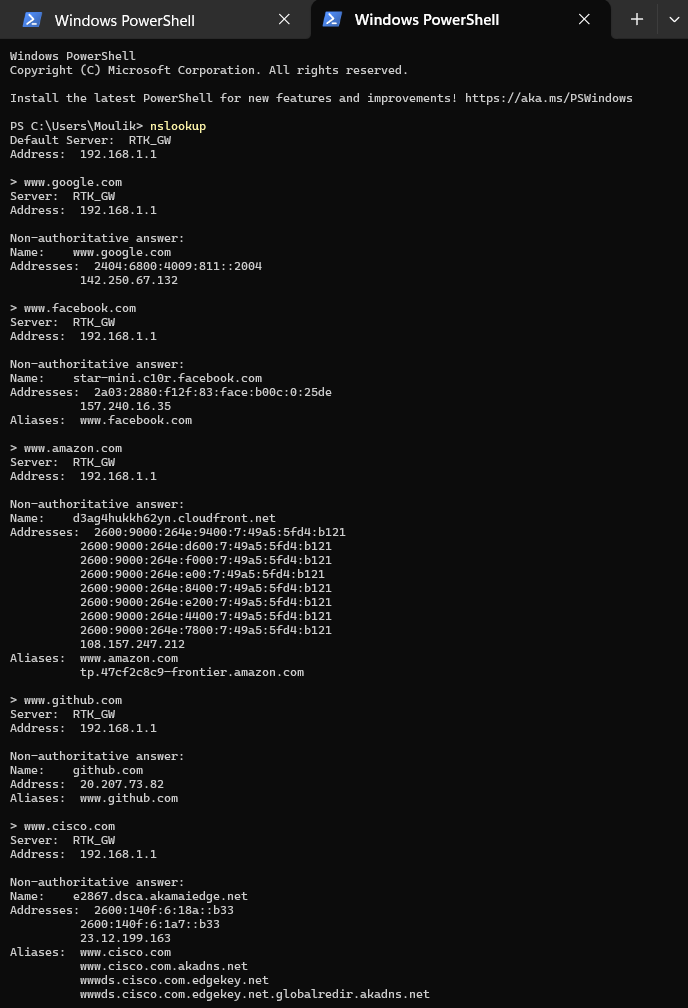 Windows PowerShell
Windows PowerShell
Windows PowerShell
Copyright (C) Microsoft Corporation. All rights reserved.
Install the latest PowerShell for new features and improvements! https://aka.ms/PSWindows
PS C:\Users\Moulik> nslookup
Default Server:  RTK_GW
Address:  192.168.1.1
> www.google.com
Server:  RTK_GW
Address:  192.168.1.1
Non-authoritative answer:
Name:    www.google.com
Addresses:  2404:6800:4009:811::2004
          142.250.67.132
> www.facebook.com
Server:  RTK_GW
Address:  192.168.1.1
Non-authoritative answer:
Name:    star-mini.c10r.facebook.com
Addresses:  2a03:2880:f12f:83:face:b00c:0:25de
          157.240.16.35
Aliases:  www.facebook.com
> www.amazon.com
Server:  RTK_GW
Address:  192.168.1.1
Non-authoritative answer:
Name:    d3ag4hukkh62yn.cloudfront.net
Addresses:  2600:9000:264e:9400:7:49a5:5fd4:b121
          2600:9000:264e:d600:7:49a5:5fd4:b121
          2600:9000:264e:f000:7:49a5:5fd4:b121
          2600:9000:264e:e00:7:49a5:5fd4:b121
          2600:9000:264e:8400:7:49a5:5fd4:b121
          2600:9000:264e:e200:7:49a5:5fd4:b121
          2600:9000:264e:4400:7:49a5:5fd4:b121
          2600:9000:264e:7800:7:49a5:5fd4:b121
          108.157.247.212
Aliases:  www.amazon.com
          tp.47cf2c8c9-frontier.amazon.com
> www.github.com
Server:  RTK_GW
Address:  192.168.1.1
Non-authoritative answer:
Name:    github.com
Address:  20.207.73.82
Aliases:  www.github.com
> www.cisco.com
Server:  RTK_GW
Address:  192.168.1.1
Non-authoritative answer:
Name:    e2867.dsca.akamaiedge.net
Addresses:  2600:140f:6:18a::b33
          2600:140f:6:1a7::b33
          23.12.199.163
Aliases:  www.cisco.com
          www.cisco.com.akadns.net
          wwwds.cisco.com.edgekey.net
          wwwds.cisco.com.edgekey.net.globalredir.akadns.net